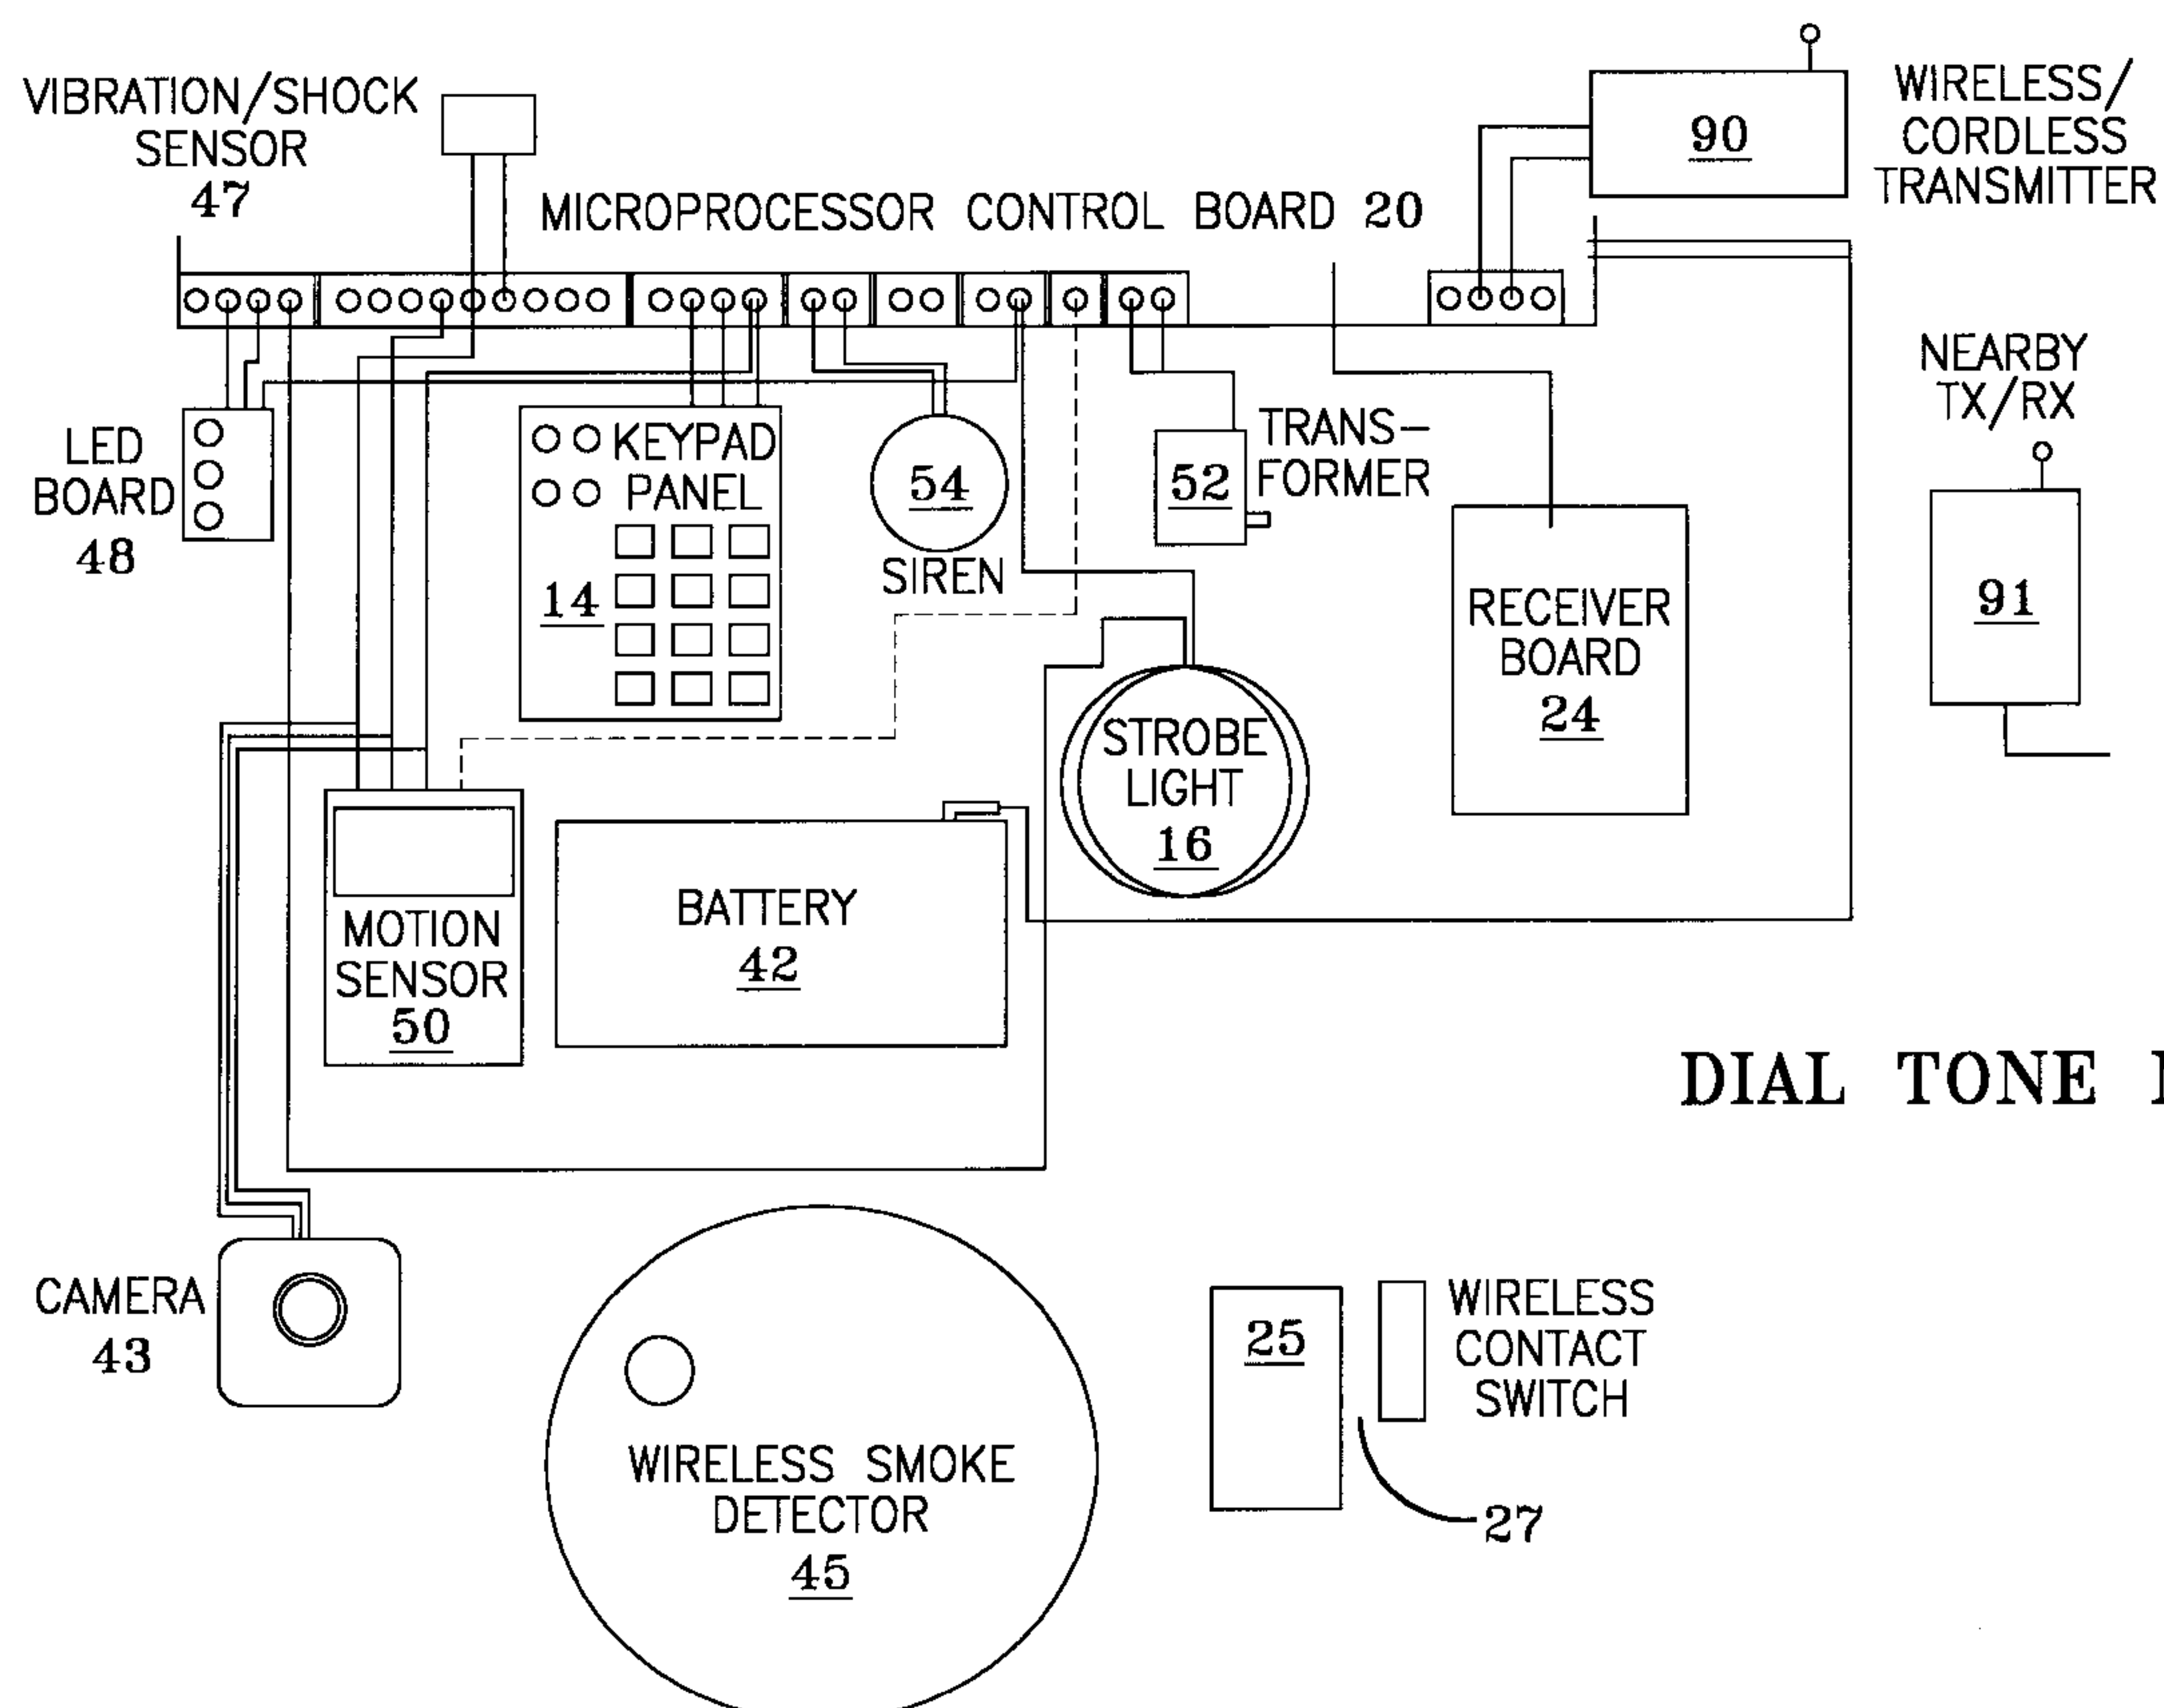 VIBRATION/SHOCK
SENSOR
47
MICROPROCESSOR CONTROL BOARD 20
90
WIRELESS/
CORDLESS
TRANSMITTER
NEARBY
TX/RX
91
LED
BOARD
48
KEYPAD
PANEL
14
54
SIREN
52
TRANS-
FORMER
RECEIVER
BOARD
24
STROBE
LIGHT
16
MOTION
SENSOR
50
BATTERY
42
DIAL TONE
CAMERA
43
WIRELESS SMOKE
DETECTOR
45
25
WIRELESS
CONTACT
SWITCH
27